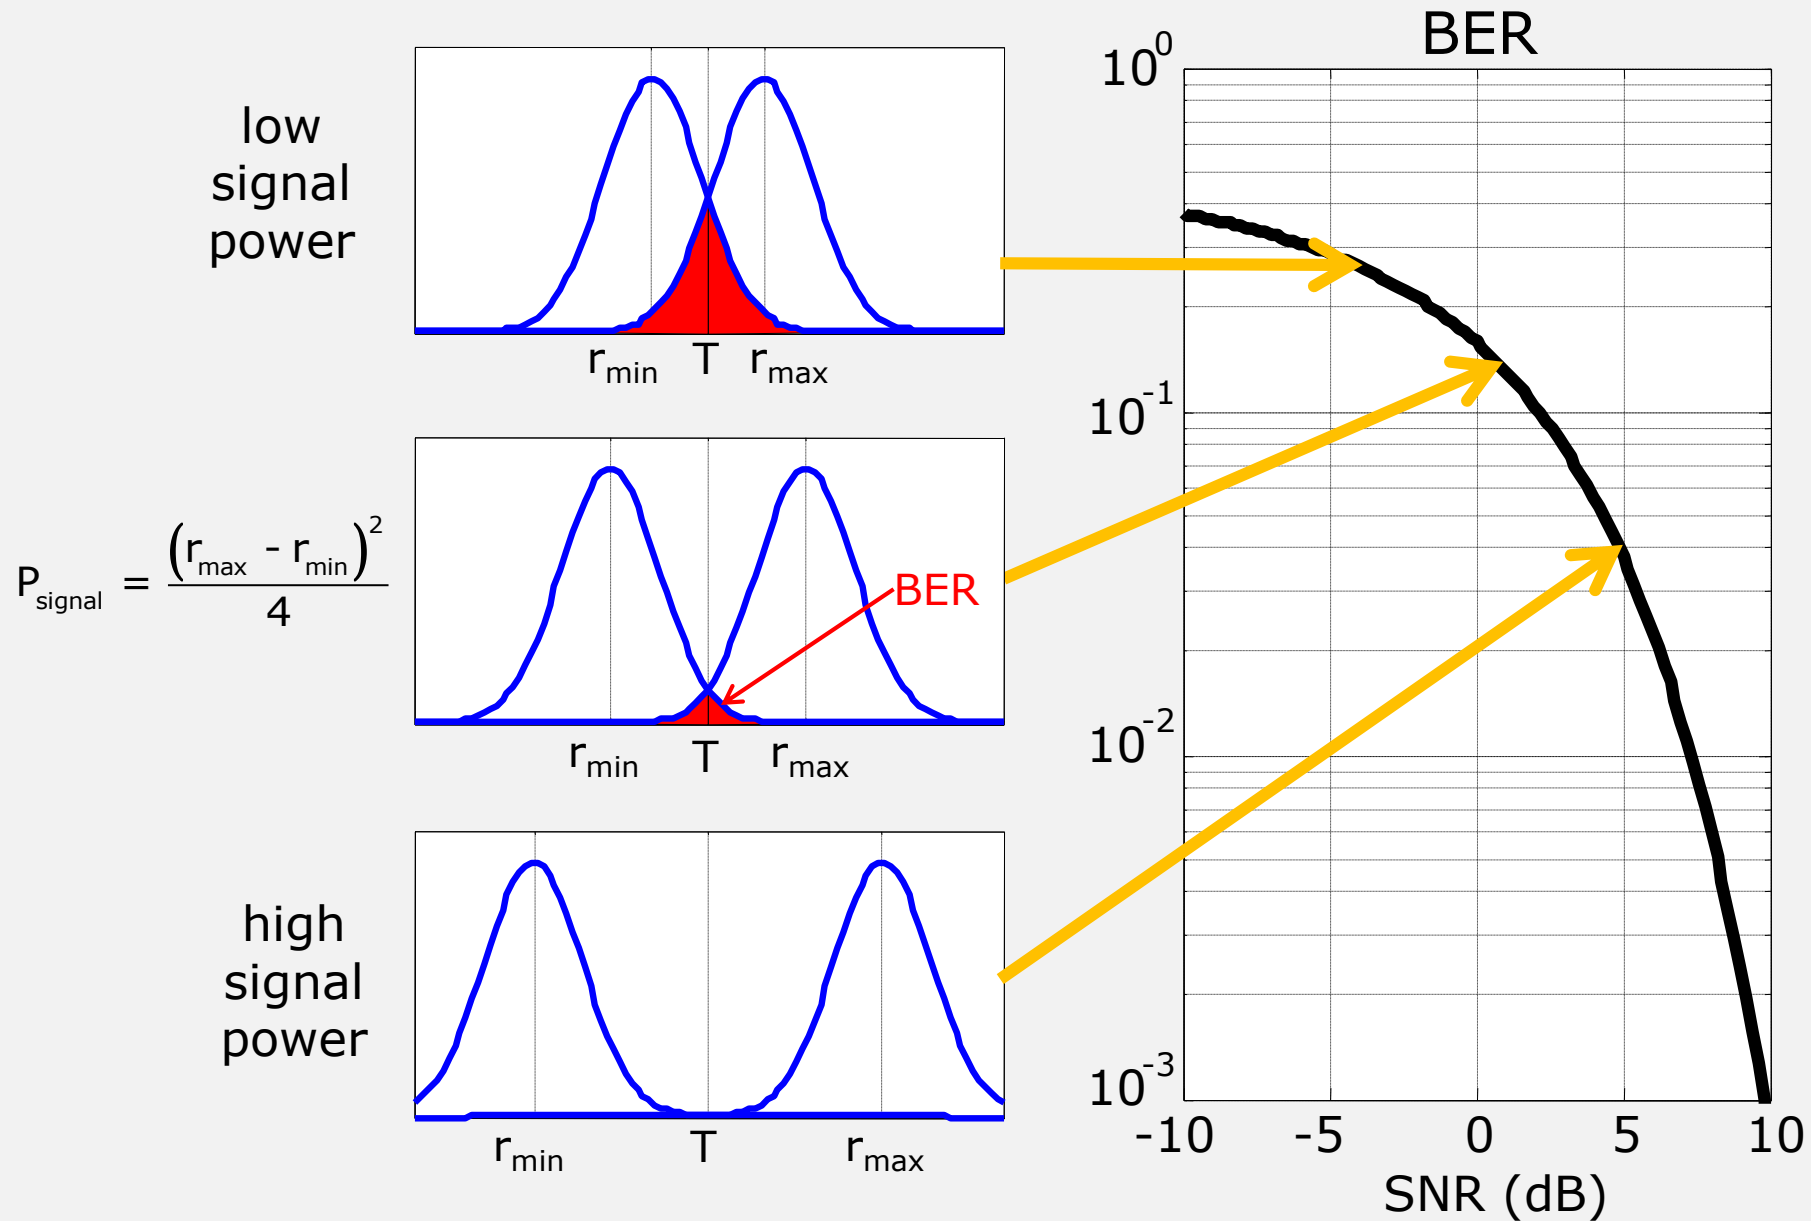 low
signal
power
r_min T r_max
P_signal = (r_max - r_min)^2 / 4
BER
r_min T r_max
high
signal
power
r_min T r_max
BER
10^0
10^-1
10^-2
10^-3
-10 -5 0 5 10
SNR (dB)